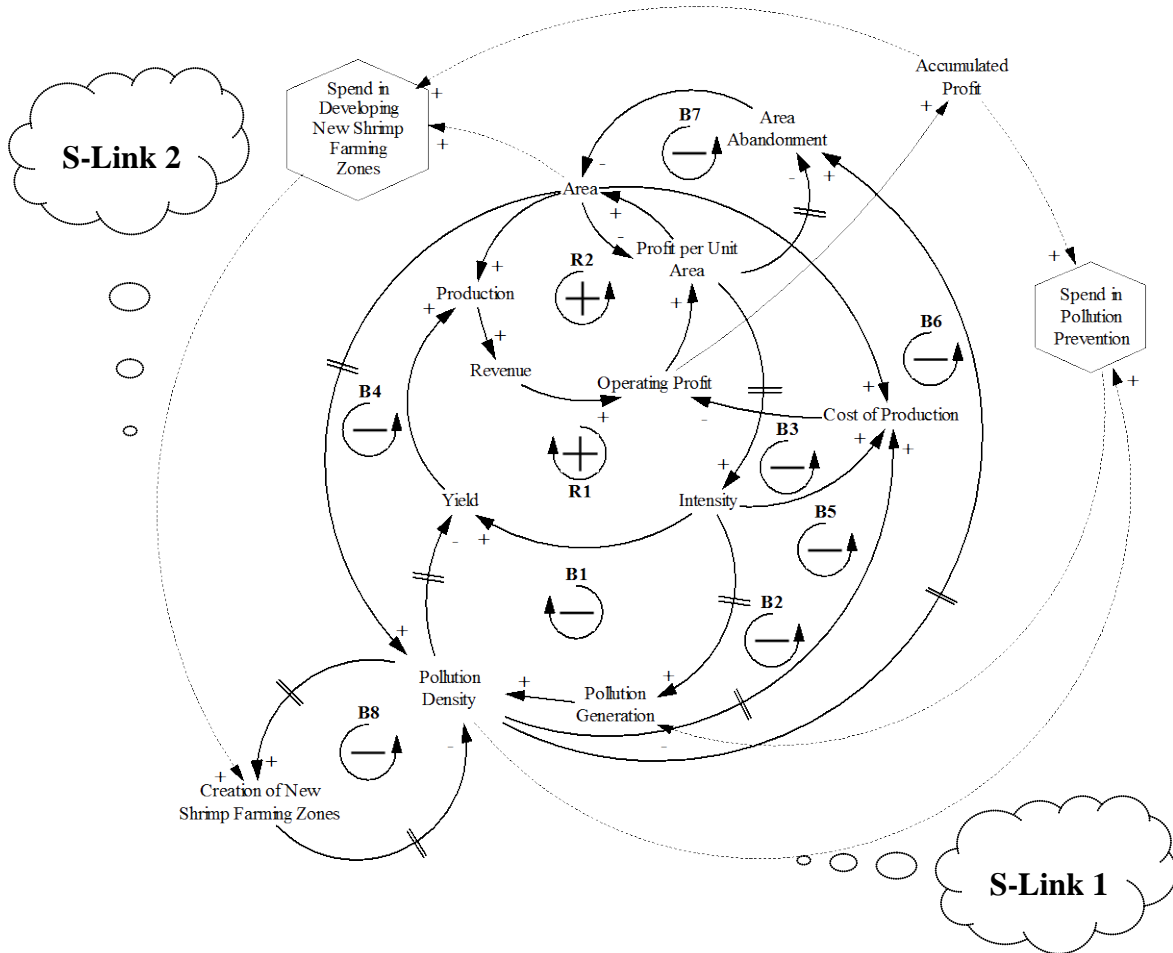 Accumulated
Profit
Spend in
Developing
New Shrimp
Farming
Zones
+
+
+
B7
Area
Abandonment
S-Link 2
-
-
+
Area
+
-
Profit per Unit
Area
+
+
R2
Production
+
+
+
Spend in
Pollution
Prevention
B6
Revenue
Operating Profit
+
+
B4
+
-
Cost of Production
B3
+
+
R1
+
Yield
Intensity
-
+
B5
B1
B2
+
+
+
Pollution
Density
Pollution
Generation
B8
-
-
+
+
Creation of New
Shrimp Farming Zones
S-Link 1